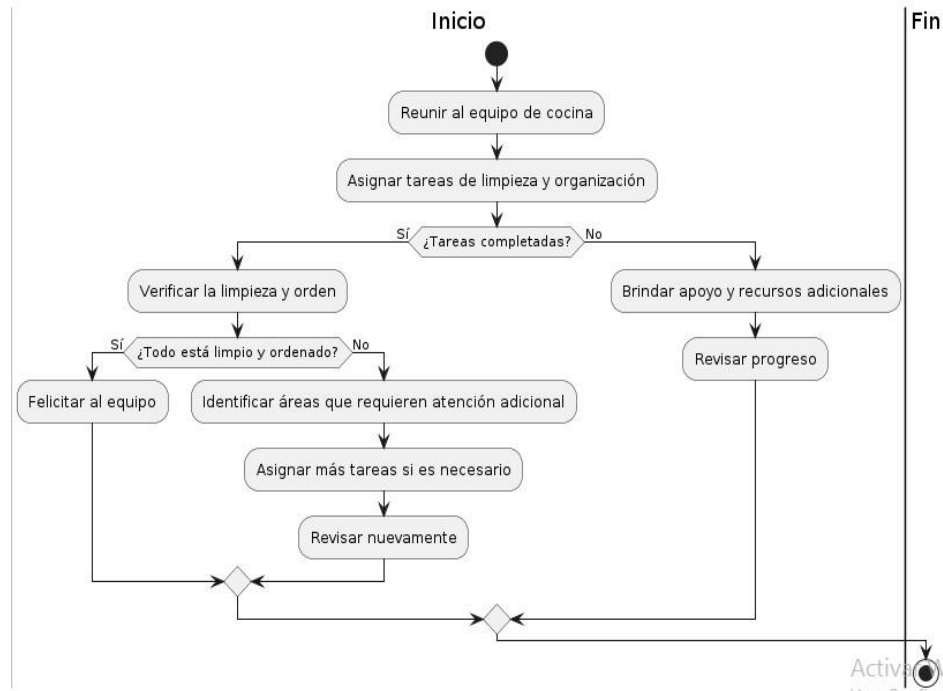 Inicio
Fin
Reunir al equipo de cocina
Asignar tareas de limpieza y organización
Sí
¿Tareas completadas?
No
Verificar la limpieza y orden
Brindar apoyo y recursos adicionales
Sí
¿Todo está limpio y ordenado?
No
Revisar progreso
Felicitar al equipo
Identificar áreas que requieren atención adicional
Asignar más tareas si es necesario
Revisar nuevamente